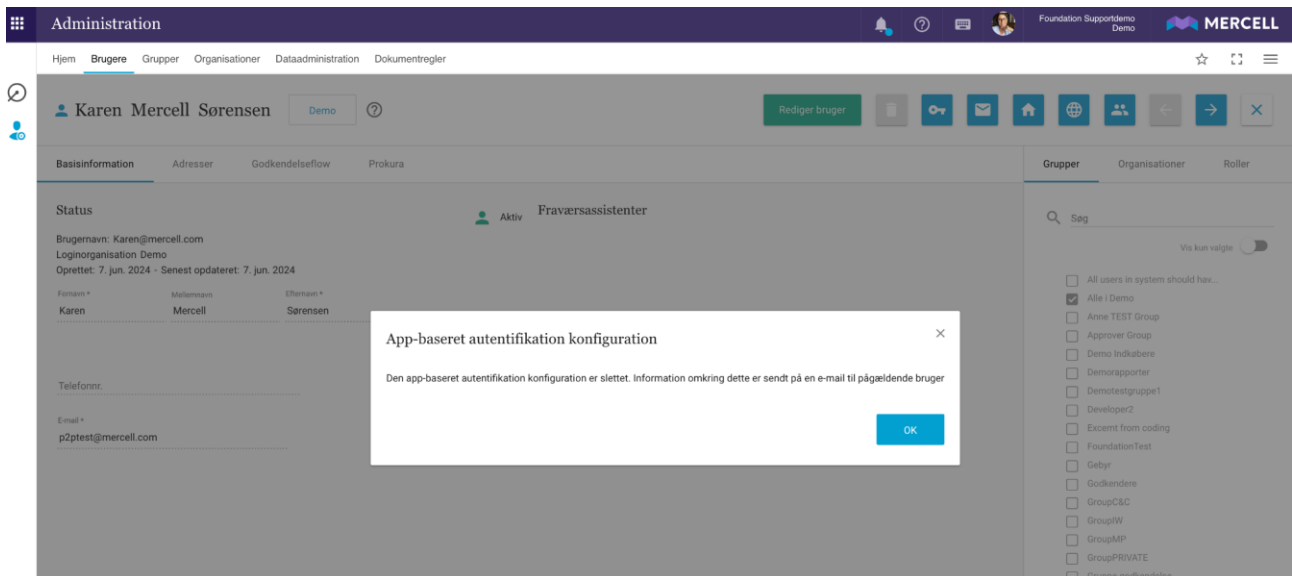 Administration
Foundation Supportdemo
Demo
MERCELL
Hjem Brugere Grupper Organisationer Dataadministration Dokumentregler
Karen Mercell Sørensen
Demo
Rediger bruger
Basisinformation Adresser Godkendelseflow Prokura
Grupper Organisationer Roller
Status
Aktiv
Fraværsassistenter
Søg
Brugernavn: Karen@mercell.com
Loginorganisation Demo
Oprettet: 7. jun. 2024 - Senest opdateret: 7. jun. 2024
Vis kun valgte
Fornavn * Mellemnavn Efternavn *
Karen Mercell Sørensen
Telefonnr.
E-mail *
p2ptest@mercell.com
App-baseret autentifikation konfiguration
Den app-baseret autentifikation konfiguration er slettet. Information omkring dette er sendt på en e-mail til pågældende bruger
OK
All users in system should hav...
Alle i Demo
Anne TEST Group
Approver Group
Demo Indkøbere
Demorapporter
Demotestgruppe1
Developer2
Excemt from coding
FoundationTest
Gebyr
Godkendere
GroupC&C
GroupIW
GroupMP
GroupPRIVATE